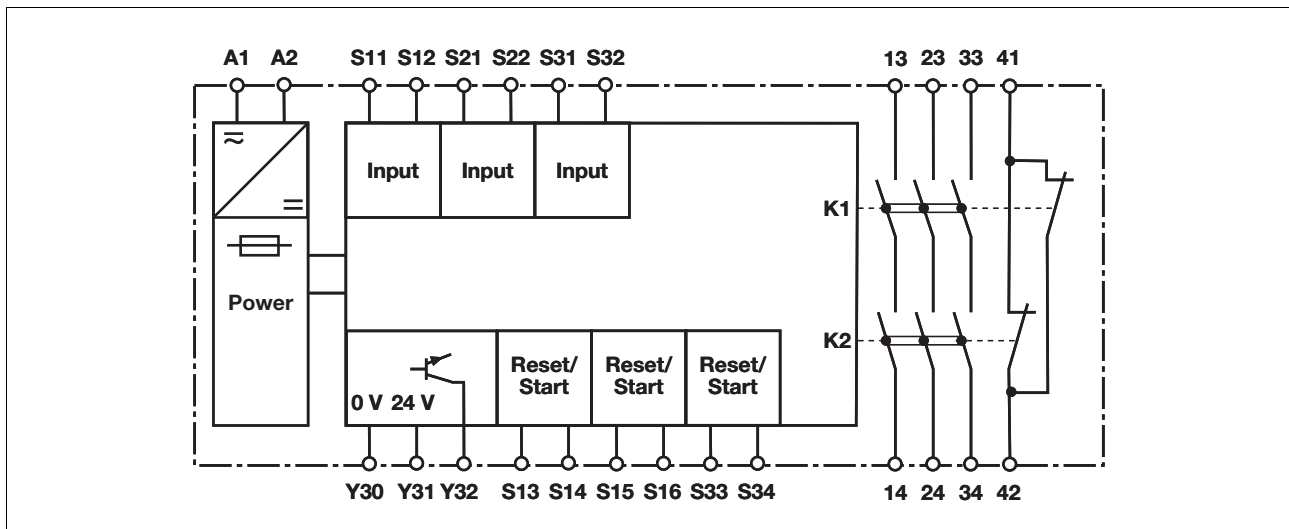 A1 A2 S11 S12 S21 S22 S31 S32 13 23 33 41
Input Input Input
K1
Power
K2
Reset/ Reset/ Reset/
Start Start Start
0 V 24 V
Y30 Y31 Y32 S13 S14 S15 S16 S33 S34 14 24 34 42